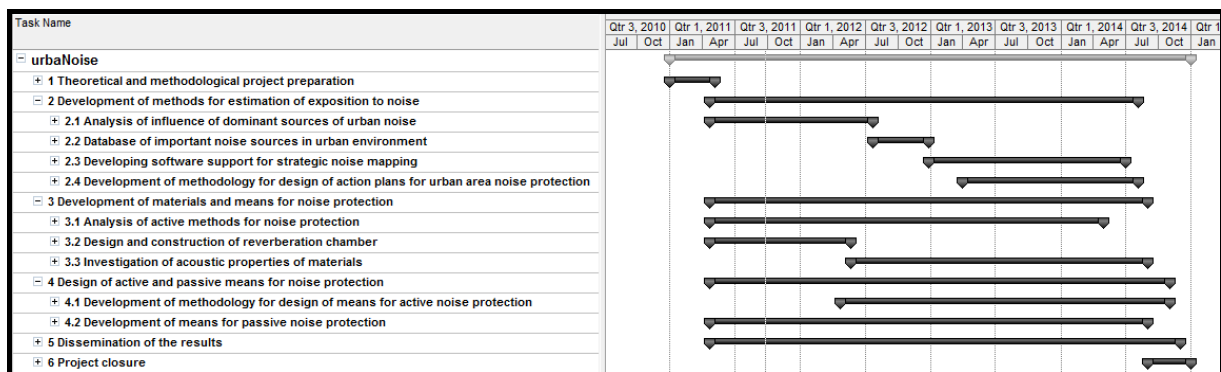 Task Name
Qtr 3, 2010 Qtr 1, 2011 Qtr 3, 2011 Qtr 1, 2012 Qtr 3, 2012 Qtr 1, 2013 Qtr 3, 2013 Qtr 1, 2014 Qtr 3, 2014 Qtr 1
Jul Oct Jan Apr Jul Oct Jan Apr Jul Oct Jan Apr Jul Oct Jan Apr Jul Oct Jan
urbaNoise
1 Theoretical and methodological project preparation
2 Development of methods for estimation of exposition to noise
2.1 Analysis of influence of dominant sources of urban noise
2.2 Database of important noise sources in urban environment
2.3 Developing software support for strategic noise mapping
2.4 Development of methodology for design of action plans for urban area noise protection
3 Development of materials and means for noise protection
3.1 Analysis of active methods for noise protection
3.2 Design and construction of reverberation chamber
3.3 Investigation of acoustic properties of materials
4 Design of active and passive means for noise protection
4.1 Development of methodology for design of means for active noise protection
4.2 Development of means for passive noise protection
5 Dissemination of the results
6 Project closure